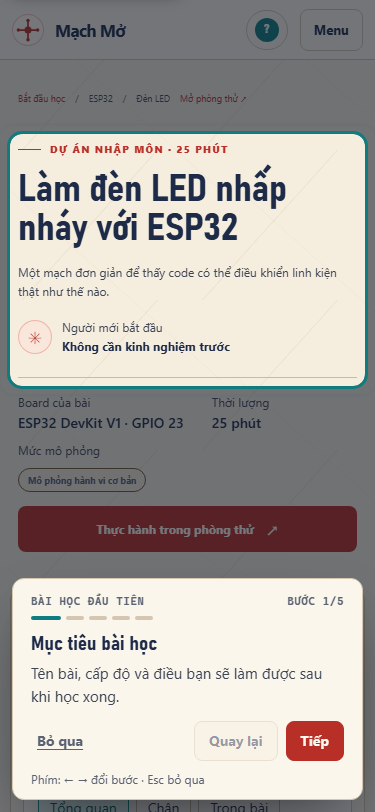 Mạch Mở
?
Menu
Bắt đầu học / ESP32 / Đèn LED Mô phỏng thử ↗
DỰ ÁN NHẬP MÔN · 25 PHÚT
Làm đèn LED nhấp
nháy với ESP32
Một mạch đơn giản để thấy code có thể điều khiển linh kiện
thật như thế nào.
Người mới bắt đầu
Không cần kinh nghiệm trước
Board của bài
ESP32 DevKit V1 · GPIO 23
Thời lượng
25 phút
Mức mô phỏng
Mô phỏng hành vi cơ bản
Thực hành trong phòng thử ↗
BÀI HỌC ĐẦU TIÊN
BƯỚC 1/5
Mục tiêu bài học
Tên bài, cấp độ và điều bạn sẽ làm được sau
khi học xong.
Bỏ qua
Quay lại
Tiếp
Phím: ← → đổi bước · Esc bỏ qua
Tổng quan
Chân
Trong bài